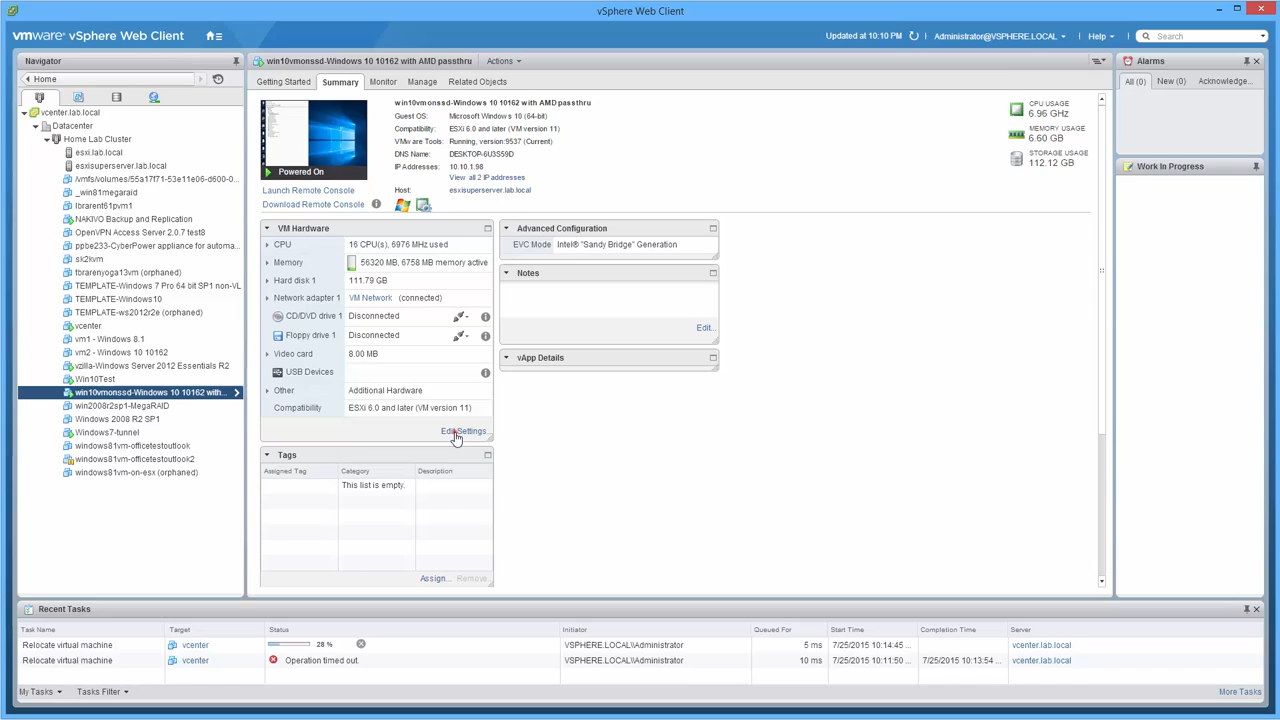 vSphere Web Client
vmware® vSphere Web Client
Updated at 10:10 PM
Administrator@VSPHERE.LOCAL
Help
Search
Navigator
Home
vcenter.lab.local
Datacenter
Home Lab Cluster
esxi.lab.local
esxisuperserver.lab.local
/vmfs/volumes/55a17f71-53e11e06-d600-0...
_win81megaraid
lbrarent61pvm1
NAKIVO Backup and Replication
OpenVPN Access Server 2.0.7 test8
ppbe233-CyberPower appliance for automa...
sk2kvm
tbrarenyoga13vm (orphaned)
TEMPLATE-Windows 7 Pro 64 bit SP1 non-VL
TEMPLATE-Windows10
TEMPLATE-ws2012r2e (orphaned)
vcenter
vm1 - Windows 8.1
vm2 - Windows 10 10162
vzilla-Windows Server 2012 Essentials R2
Win10Test
win10vmonssd-Windows 10 10162 with...
win2008r2sp1-MegaRAID
Windows 2008 R2 SP1
Windows7-tunnel
windows81vm-officetestoutlook
windows81vm-officetestoutlook2
windows81vm-on-esx (orphaned)
win10vmonssd-Windows 10 10162 with AMD passthru
Actions
Getting Started
Summary
Monitor
Manage
Related Objects
win10vmonssd-Windows 10 10162 with AMD passthru
Guest OS: Microsoft Windows 10 (64-bit)
Compatibility: ESXi 6.0 and later (VM version 11)
VMware Tools: Running, version:9537 (Current)
DNS Name: DESKTOP-6U3S59D
IP Addresses: 10.10.1.98
View all 2 IP addresses
Host: esxisuperserver.lab.local
Powered On
Launch Remote Console
Download Remote Console
CPU USAGE
6.96 GHz
MEMORY USAGE
6.60 GB
STORAGE USAGE
112.12 GB
VM Hardware
CPU 16 CPU(s), 6976 MHz used
Memory 56320 MB, 6758 MB memory active
Hard disk 1 111.79 GB
Network adapter 1 VM Network (connected)
CD/DVD drive 1 Disconnected
Floppy drive 1 Disconnected
Video card 8.00 MB
USB Devices
Other Additional Hardware
Compatibility ESXi 6.0 and later (VM version 11)
Edit Settings...
Advanced Configuration
EVC Mode Intel® "Sandy Bridge" Generation
Notes
Edit...
vApp Details
Tags
Assigned Tag Category Description
This list is empty.
Assign... Remove
Alarms
All (0) New (0) Acknowledge...
Work In Progress
Recent Tasks
Task Name Target Status Initiator Queued For Start Time Completion Time Server
Relocate virtual machine vcenter 28 % VSPHERE.LOCAL\Administrator 5 ms 7/25/2015 10:14:45 ... vcenter.lab.local
Relocate virtual machine vcenter Operation timed out. VSPHERE.LOCAL\Administrator 10 ms 7/25/2015 10:11:50 ... 7/25/2015 10:13:54 ... vcenter.lab.local
My Tasks
Tasks Filter
More Tasks